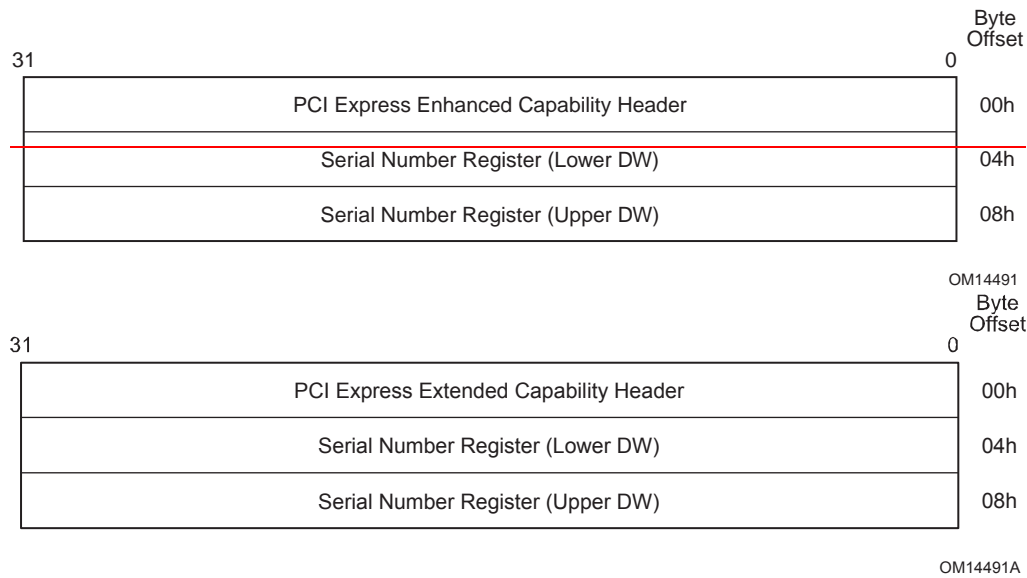 Byte
Offset
31 0
PCI Express Enhanced Capability Header 00h
Serial Number Register (Lower DW) 04h
Serial Number Register (Upper DW) 08h
OM14491
Byte
Offset
31 0
PCI Express Extended Capability Header 00h
Serial Number Register (Lower DW) 04h
Serial Number Register (Upper DW) 08h
OM14491A